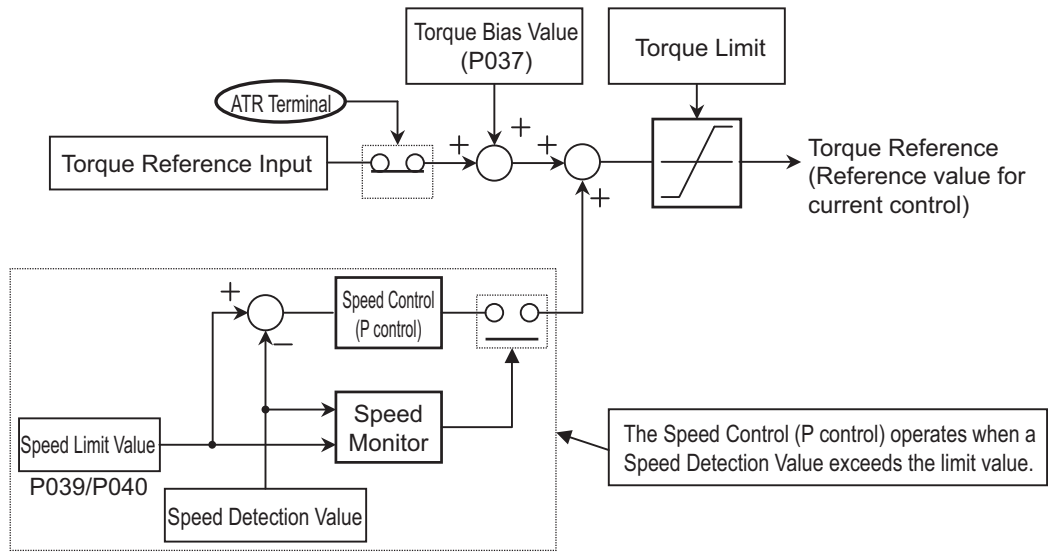 Torque Bias Value
(P037)
Torque Limit
ATR Terminal
Torque Reference Input
+
+
+
+
Torque Reference
(Reference value for
current control)
+
−
Speed Control
(P control)
Speed
Monitor
Speed Limit Value
P039/P040
Speed Detection Value
The Speed Control (P control) operates when a
Speed Detection Value exceeds the limit value.